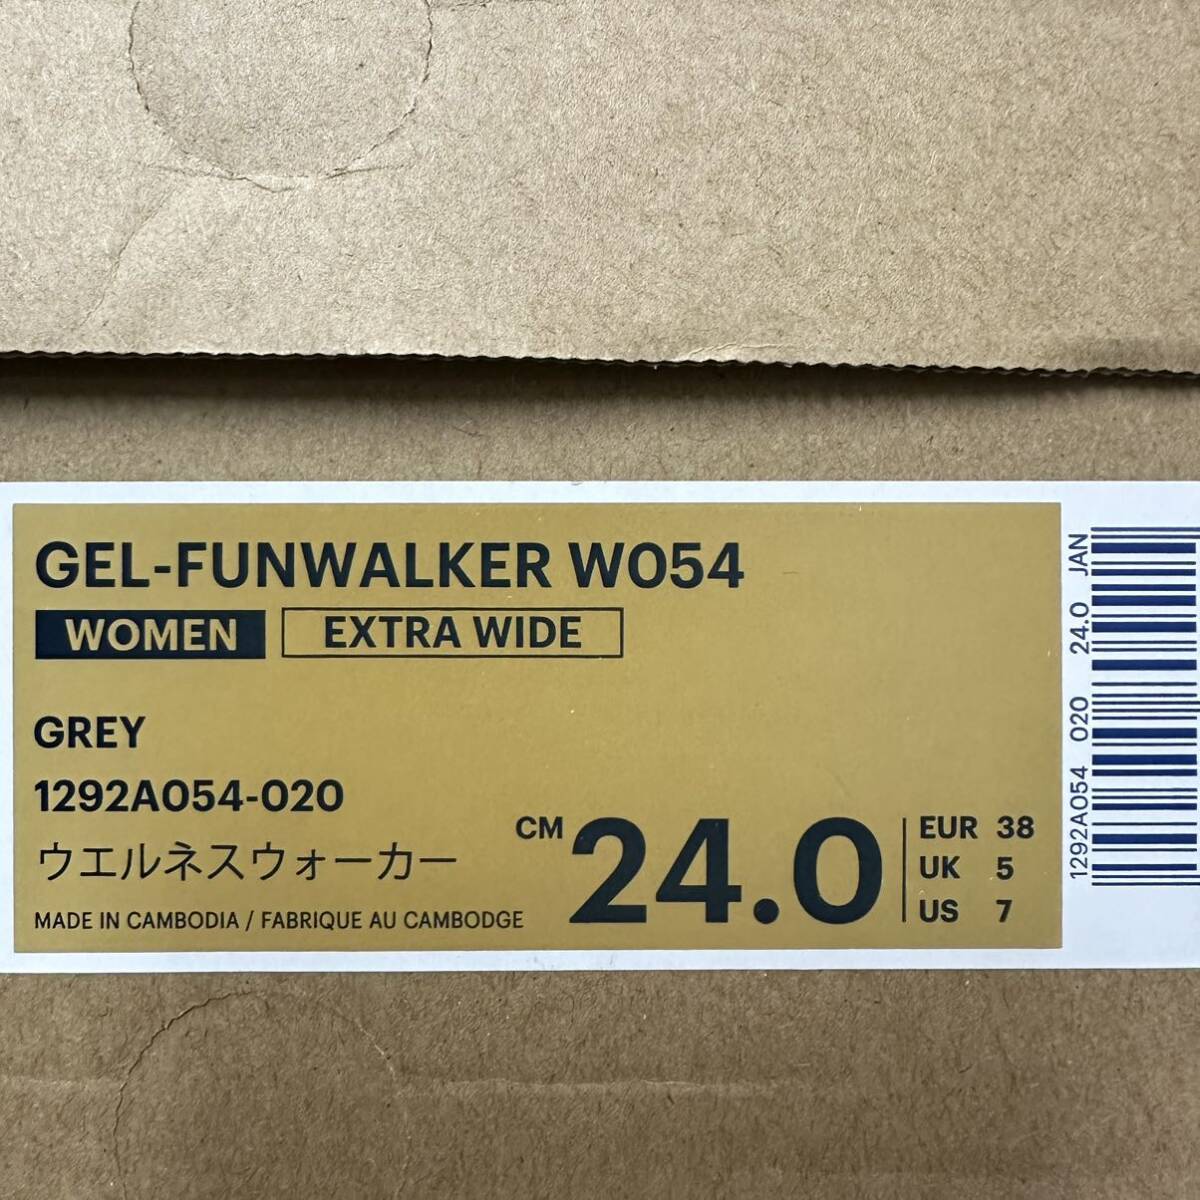 GEL-FUNWALKER W054
WOMEN EXTRA WIDE
GREY
1292A054-020
ウエルネスウォーカー
MADE IN CAMBODIA / FABRIQUE AU CAMBODGE
CM 24.0
EUR 38
UK 5
US 7
1292A054 020 24.0 JAN